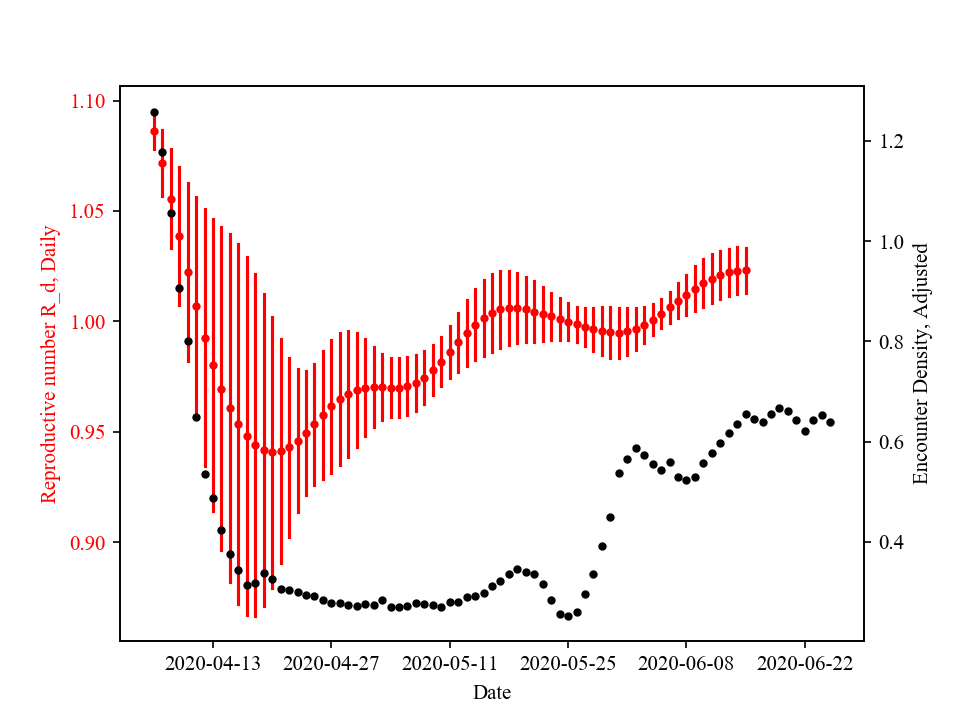 Reproductive number R_d, Daily
1.10
1.05
1.00
0.95
0.90
1.2
1.0
0.8
0.6
0.4
Encounter Density, Adjusted
2020-04-13 2020-04-27 2020-05-11 2020-05-25 2020-06-08 2020-06-22
Date